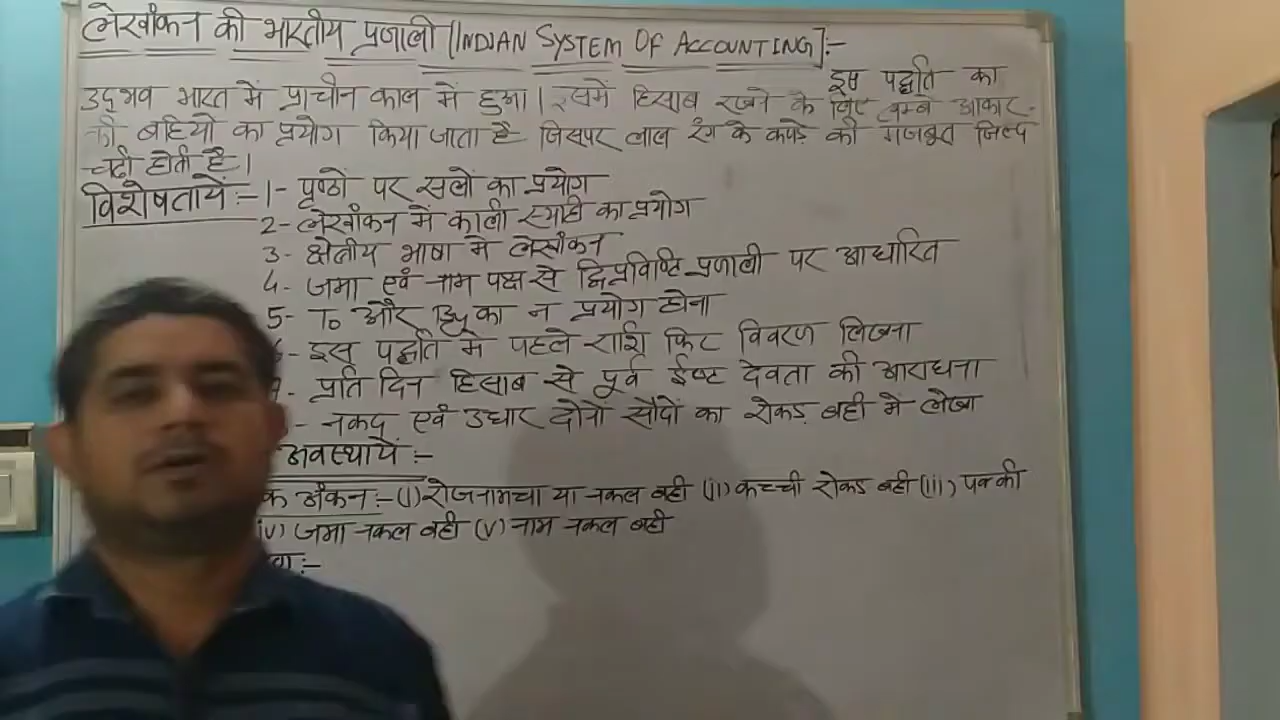 लेखांकन की भारतीय प्रणाली [INDIAN SYSTEM OF ACCOUNTING]:-
इस पद्धति का
उद्भव भारत में प्राचीन काल में हुआ। इसमें हिसाब रखने के लिए लम्बे आकार
की बहियों का प्रयोग किया जाता है जिसपर लाल रंग के कपड़े की मजबूत जिल्द
चढ़ी होती है।
विशेषतायें:- 1- पृष्ठों पर सलों का प्रयोग
2- लेखांकन में काली स्याही का प्रयोग
3- क्षेत्रीय भाषा में लेखांकन
4- जमा एवं नाम पक्ष से द्विप्रविष्टि प्रणाली पर आधारित
5- To और By का न प्रयोग होना
6- इस पद्धति में पहले राशि फिर विवरण लिखना
- प्रति दिन हिसाब से पूर्व ईष्ट देवता की आराधना
- नकद एवं उधार दोनों सौदों का रोकड़ बही में लेखा
अवस्थायें:-
क अंकन:- (i) रोजनामचा या नकल बही (ii) कच्ची रोकड़ बही (iii) पक्की
iv) जमा नकल बही (v) नाम नकल बही